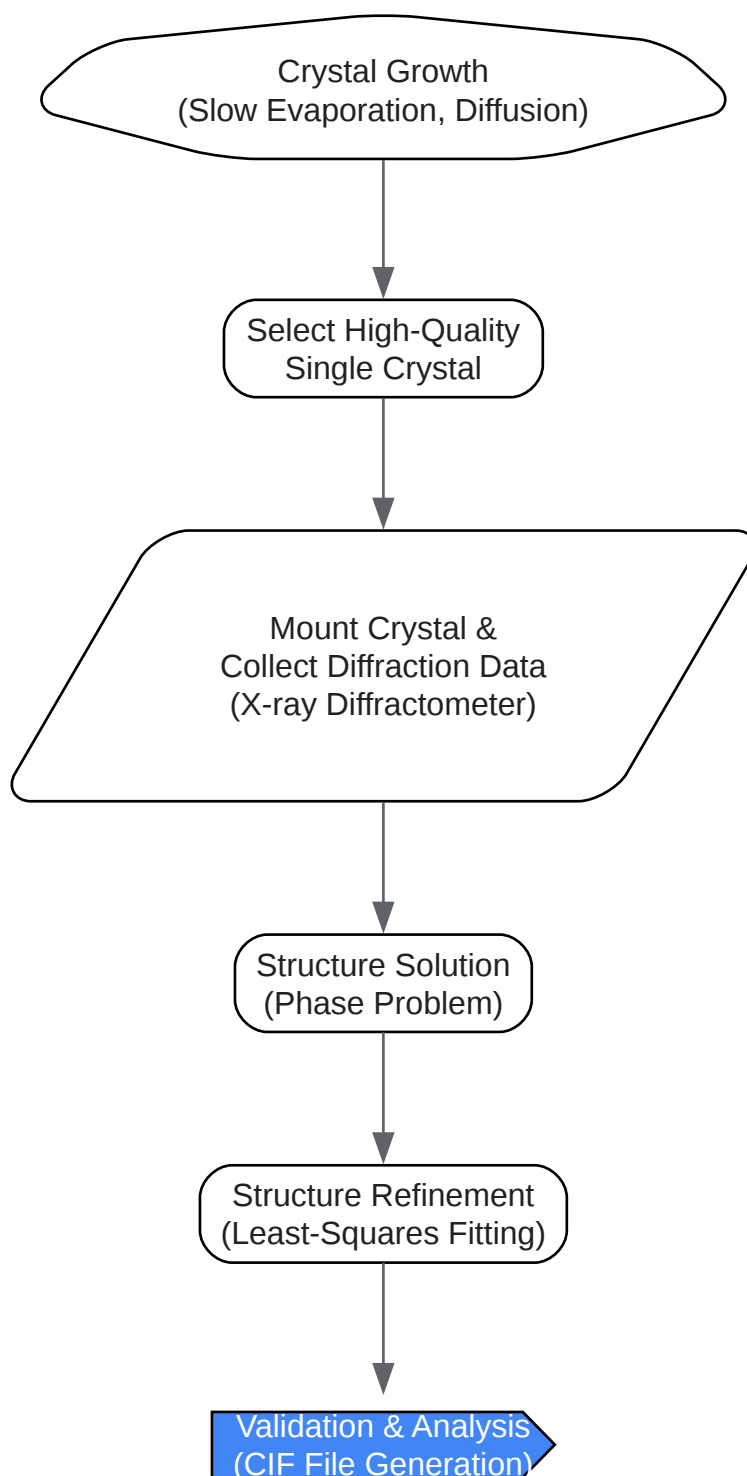 Crystal Growth
(Slow Evaporation, Diffusion)
Select High-Quality
Single Crystal
Mount Crystal &
Collect Diffraction Data
(X-ray Diffractometer)
Structure Solution
(Phase Problem)
Structure Refinement
(Least-Squares Fitting)
Validation & Analysis
(CIF File Generation)